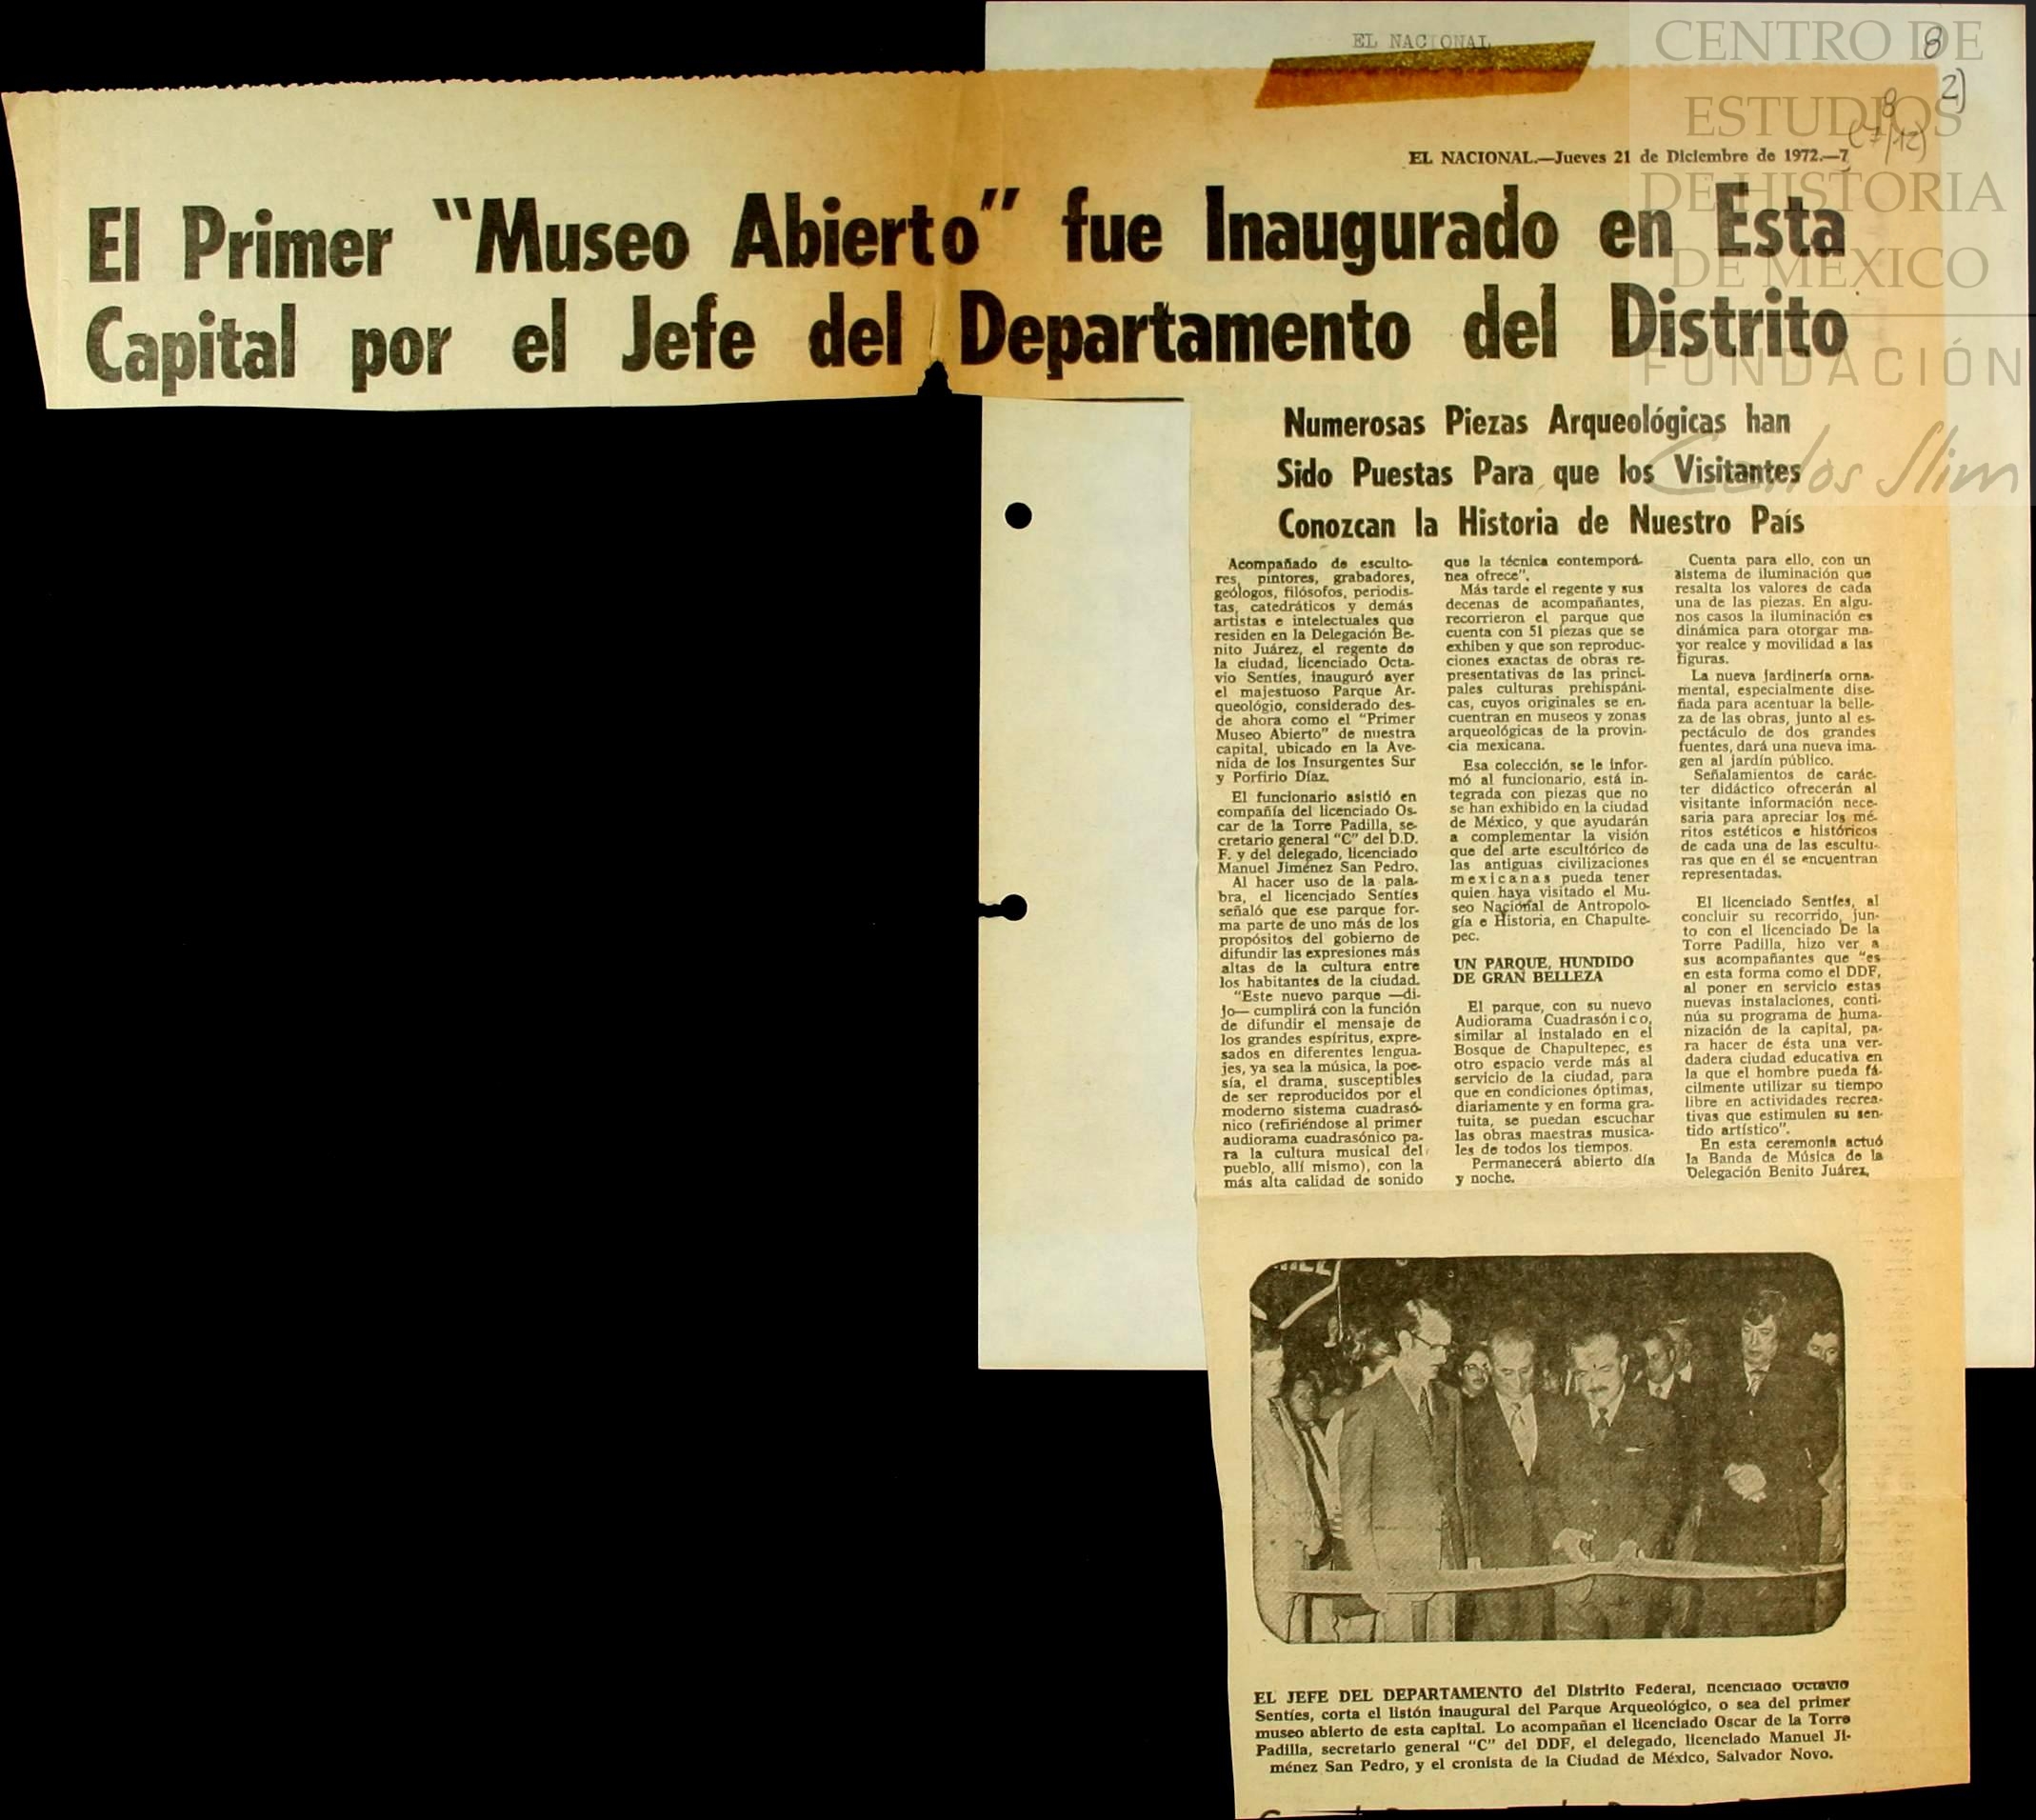 EL NACIONAL
8
2)
8
(7/12)
CENTRO DE
ESTUDIOS
DE HISTORIA
DE MÉXICO
FUNDACIÓN
Carlos Slim
EL NACIONAL.—Jueves 21 de Diciembre de 1972.—7
El Primer “Museo Abierto” fue Inaugurado en Esta
Capital por el Jefe del Departamento del Distrito
Numerosas Piezas Arqueológicas han
Sido Puestas Para que los Visitantes
Conozcan la Historia de Nuestro País
Acompañado de esculto-
res, pintores, grabadores,
geólogos, filósofos, periodis-
tas, catedráticos y demás
artistas e intelectuales que
residen en la Delegación Be-
nito Juárez, el regente de
la ciudad, licenciado Octa-
vio Sentíes, inauguró ayer
el majestuoso Parque Ar-
queológio, considerado des-
de ahora como el “Primer
Museo Abierto” de nuestra
capital, ubicado en la Ave-
nida de los Insurgentes Sur
y Porfirio Díaz.
El funcionario asistió en
compañía del licenciado Os-
car de la Torre Padilla, se-
cretario general “C” del D.D.
F. y del delegado, licenciado
Manuel Jiménez San Pedro.
Al hacer uso de la pala-
bra, el licenciado Sentíes
señaló que ese parque for-
ma parte de uno más de los
propósitos del gobierno de
difundir las expresiones más
altas de la cultura entre
los habitantes de la ciudad.
“Este nuevo parque —di-
jo— cumplirá con la función
de difundir el mensaje de
los grandes espíritus, expre-
sados en diferentes lengua-
jes, ya sea la música, la poe-
sía, el drama, susceptibles
de ser reproducidos por el
moderno sistema cuadrasó-
nico (refiriéndose al primer
audiorama cuadrasónico pa-
ra la cultura musical del
pueblo, allí mismo), con la
más alta calidad de sonido
que la técnica contemporá-
nea ofrece”.
Más tarde el regente y sus
decenas de acompañantes,
recorrieron el parque que
cuenta con 51 piezas que se
exhiben y que son reproduc-
ciones exactas de obras re-
presentativas de las princi-
pales culturas prehispáni-
cas, cuyos originales se en-
cuentran en museos y zonas
arqueológicas de la provin-
cia mexicana.
Esa colección, se le infor-
mó al funcionario, está in-
tegrada con piezas que no
se han exhibido en la ciudad
de México, y que ayudarán
a complementar la visión
que del arte escultórico de
las antiguas civilizaciones
mexicanas pueda tener
quien haya visitado el Mu-
seo Nacional de Antropolo-
gía e Historia, en Chapulte-
pec.
UN PARQUE, HUNDIDO
DE GRAN BELLEZA
El parque, con su nuevo
Audiorama Cuadrasónico,
similar al instalado en el
Bosque de Chapultepec, es
otro espacio verde más al
servicio de la ciudad, para
que en condiciones óptimas,
diariamente y en forma gra-
tuita, se puedan escuchar
las obras maestras musica-
les de todos los tiempos.
Permanecerá abierto día
y noche.
Cuenta para ello, con un
sistema de iluminación que
resalta los valores de cada
una de las piezas. En algu-
nos casos la iluminación es
dinámica para otorgar ma-
yor realce y movilidad a las
figuras.
La nueva jardinería orna-
mental, especialmente dise-
ñada para acentuar la belle-
za de las obras, junto al es-
pectáculo de dos grandes
fuentes, dará una nueva ima-
gen al jardín público.
Señalamientos de carác-
ter didáctico ofrecerán al
visitante información nece-
saria para apreciar los mé-
ritos estéticos e históricos
de cada una de las escultu-
ras que en él se encuentran
representadas.
El licenciado Sentíes, al
concluir su recorrido, jun-
to con el licenciado De la
Torre Padilla, hizo ver a
sus acompañantes que “es
en esta forma como el DDF,
al poner en servicio estas
nuevas instalaciones, conti-
núa su programa de huma-
nización de la capital, pa-
ra hacer de ésta una ver-
dadera ciudad educativa en
la que el hombre pueda fá-
cilmente utilizar su tiempo
libre en actividades recrea-
tivas que estimulen su sen-
tido artístico”.
En esta ceremonia actuó
la Banda de Música de la
Delegación Benito Juárez.
EL JEFE DEL DEPARTAMENTO del Distrito Federal, licenciado Octavio
Sentíes, corta el listón inaugural del Parque Arqueológico, o sea del primer
museo abierto de esta capital. Lo acompañan el licenciado Oscar de la Torre
Padilla, secretario general “C” del DDF, el delegado, licenciado Manuel Ji-
ménez San Pedro, y el cronista de la Ciudad de México, Salvador Novo.